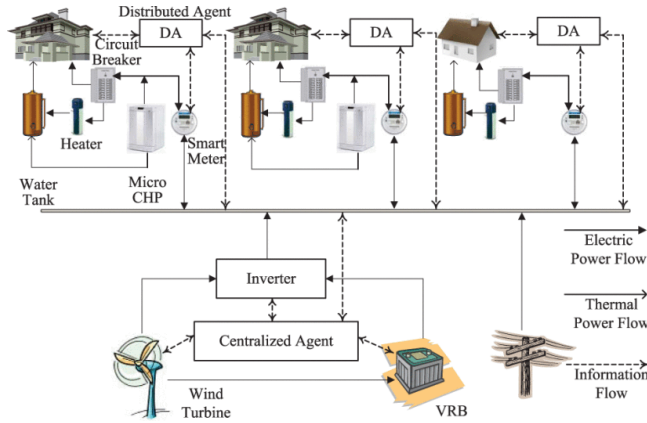 Distributed Agent
DA
DA
DA
Circuit
Breaker
Heater
Smart
Meter
Water
Tank
Micro
CHP
Electric
Power Flow
Inverter
Thermal
Power Flow
Centralized Agent
Wind
Turbine
VRB
Information
Flow